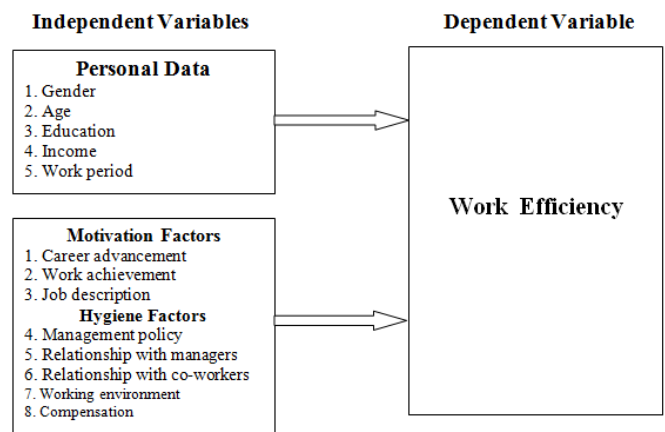 Independent Variables
Dependent Variable
Personal Data
1. Gender
2. Age
3. Education
4. Income
5. Work period
Motivation Factors
1. Career advancement
2. Work achievement
3. Job description
Hygiene Factors
4. Management policy
5. Relationship with managers
6. Relationship with co-workers
7. Working environment
8. Compensation
Work Efficiency